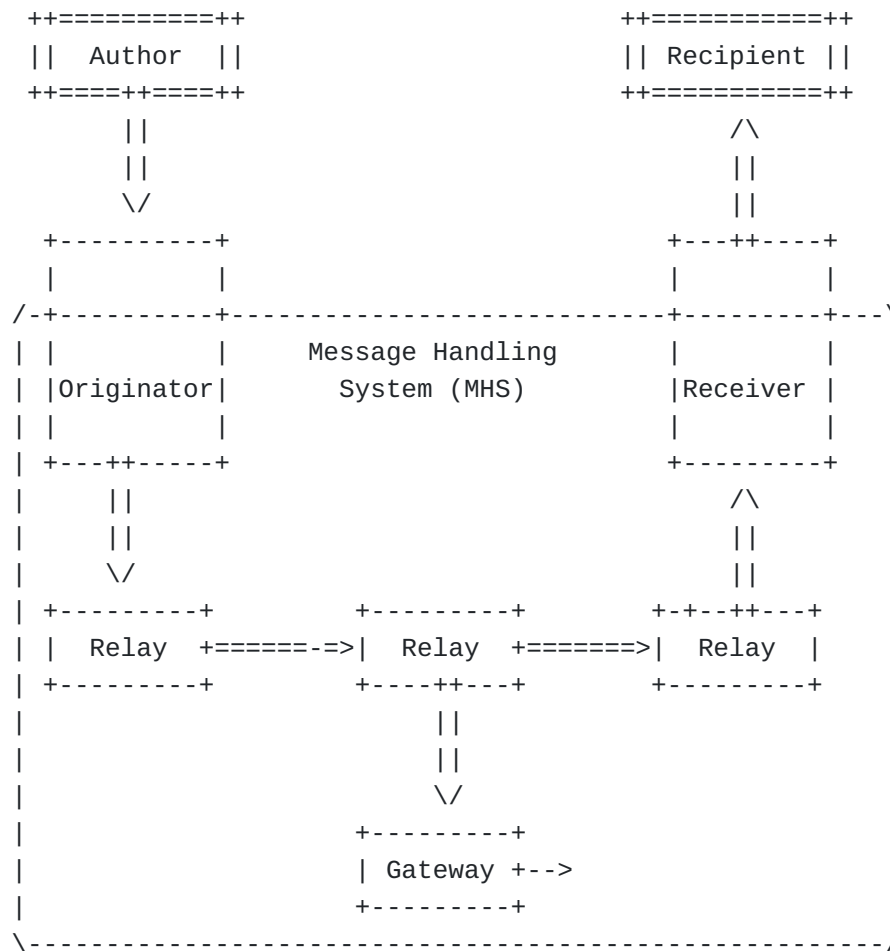 Author Recipient
Message Handling
Originator System (MHS) Receiver
Relay Relay Relay
Gateway